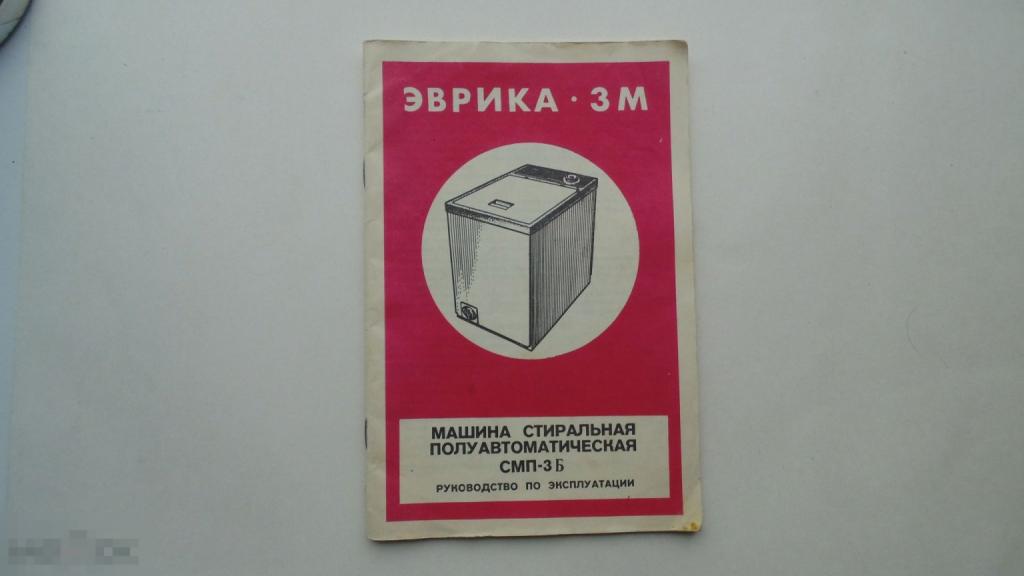 ЭВРИКА · 3М
МАШИНА СТИРАЛЬНАЯ
ПОЛУАВТОМАТИЧЕСКАЯ
СМП-3Б
РУКОВОДСТВО ПО ЭКСПЛУАТАЦИИ